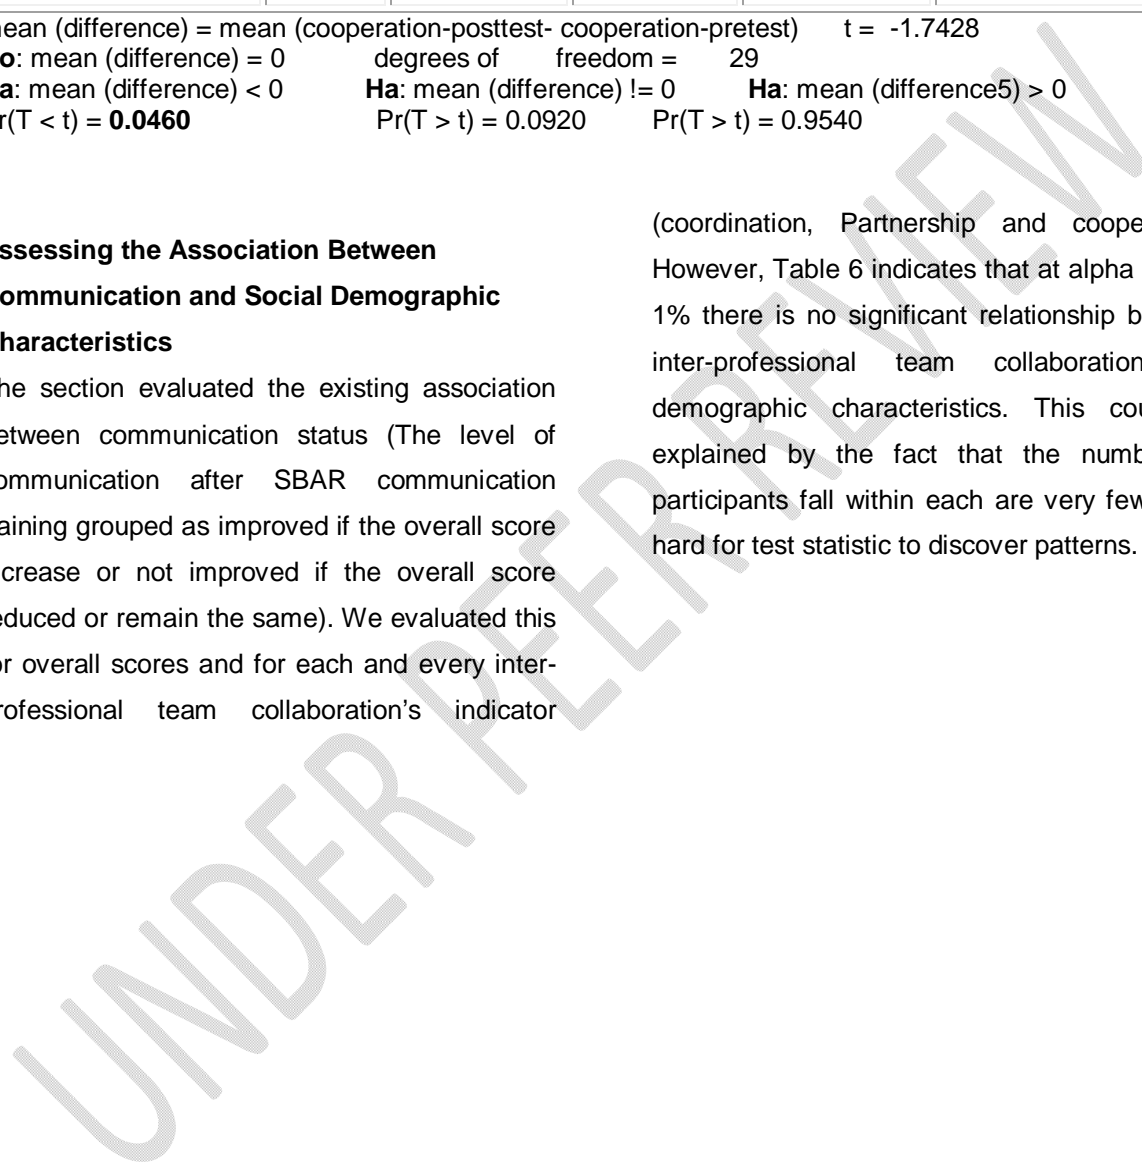 ean (difference) = mean (cooperation-posttest- cooperation-pretest) t = -1.7428
o: mean (difference) = 0 degrees of freedom = 29
a: mean (difference) < 0 Ha: mean (difference) != 0 Ha: mean (difference5) > 0
r(T < t) = 0.0460 Pr(T > t) = 0.0920 Pr(T > t) = 0.9540
ssessing the Association Between
ommunication and Social Demographic
haracteristics
he section evaluated the existing association
etween communication status (The level of
ommunication after SBAR communication
aining grouped as improved if the overall score
crease or not improved if the overall score
educed or remain the same). We evaluated this
or overall scores and for each and every inter-
rofessional team collaboration's indicator
(coordination, Partnership and coope
However, Table 6 indicates that at alpha
1% there is no significant relationship b
inter-professional team collaboration
demographic characteristics. This cou
explained by the fact that the numb
participants fall within each are very few
hard for test statistic to discover patterns.
UNDER PEER REVIEW